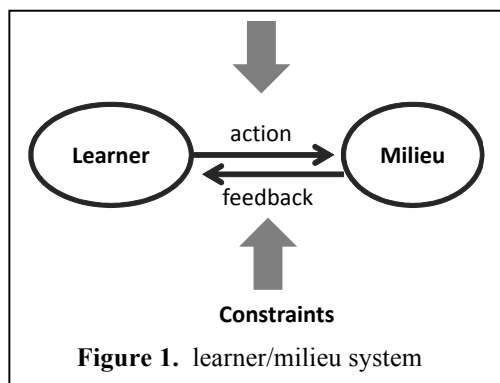 action
Learner
Milieu
feedback
Constraints
Figure 1. learner/milieu system